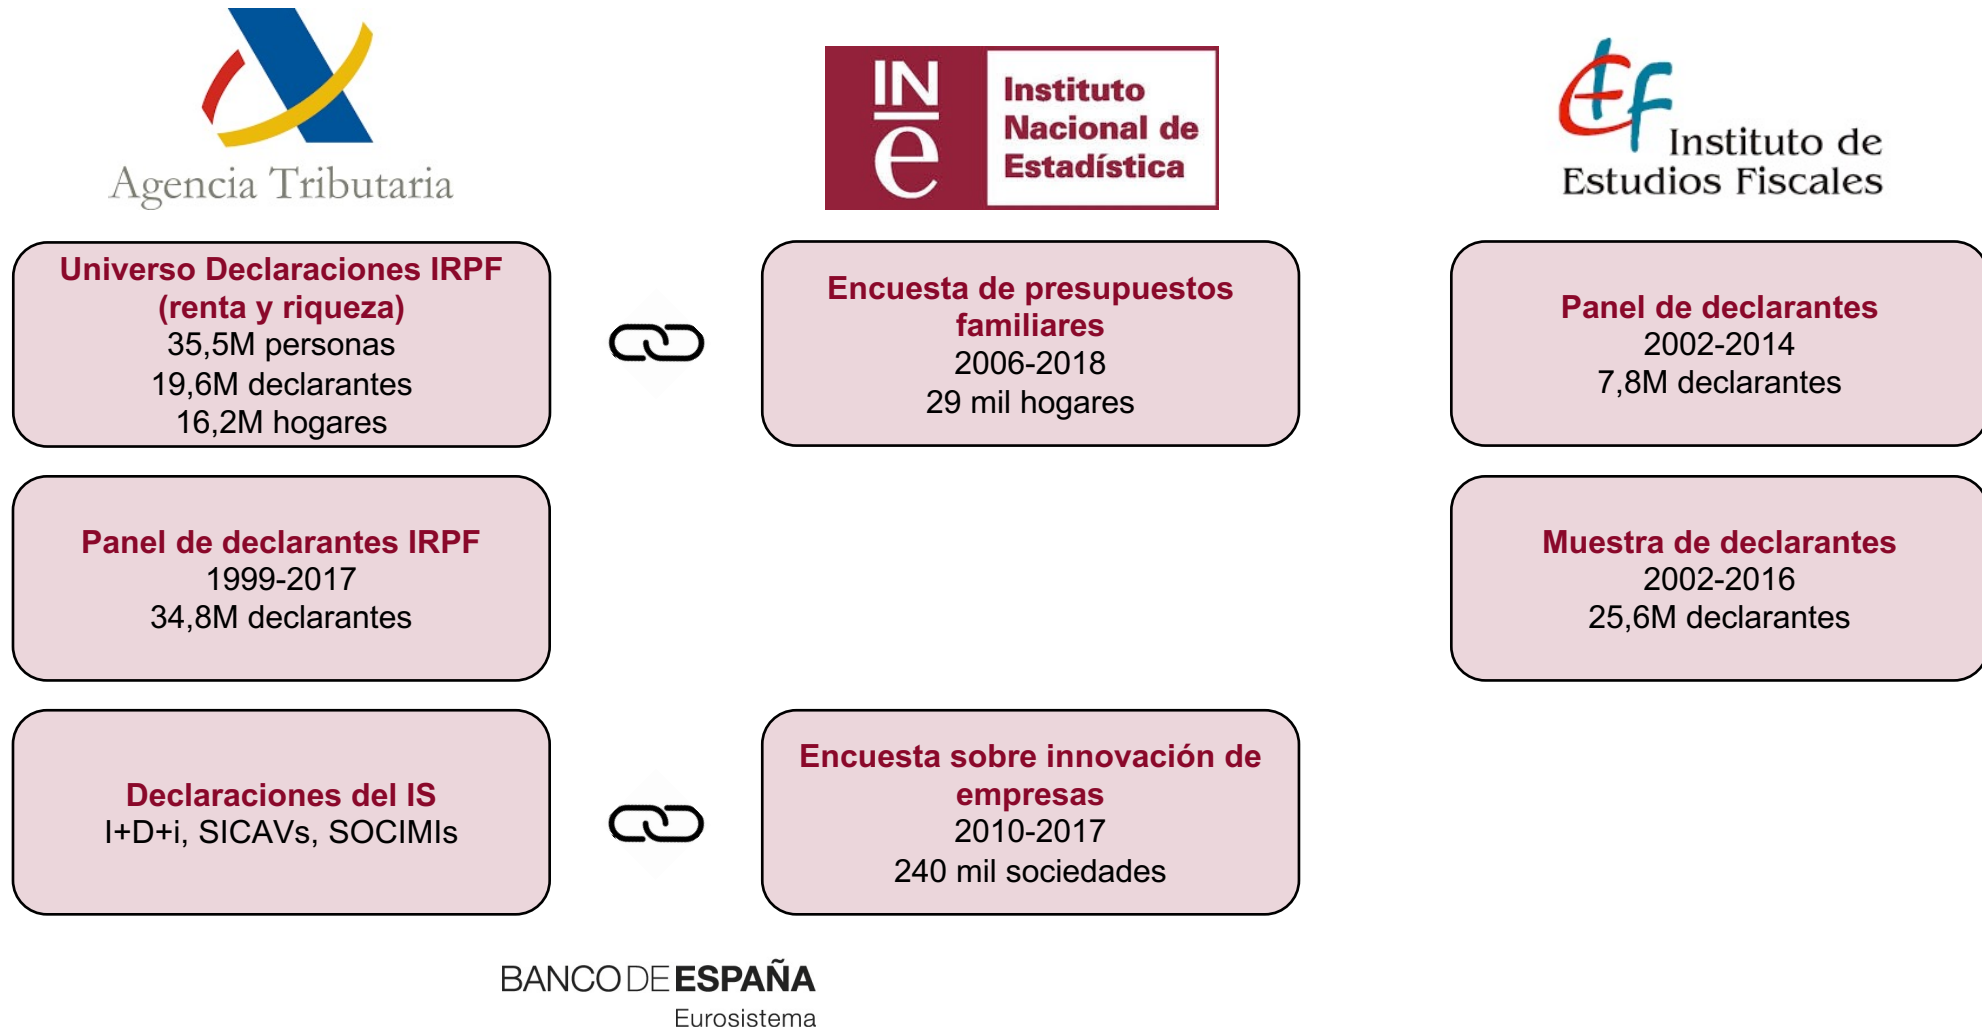 Agencia Tributaria
INe
Instituto
Nacional de
Estadística
ief
Instituto de
Estudios Fiscales
Universo Declaraciones IRPF
(renta y riqueza)
35,5M personas
19,6M declarantes
16,2M hogares
Encuesta de presupuestos
familiares
2006-2018
29 mil hogares
Panel de declarantes
2002-2014
7,8M declarantes
Panel de declarantes IRPF
1999-2017
34,8M declarantes
Muestra de declarantes
2002-2016
25,6M declarantes
Declaraciones del IS
I+D+i, SICAVs, SOCIMIs
Encuesta sobre innovación de
empresas
2010-2017
240 mil sociedades
BANCO DE ESPAÑA
Eurosistema